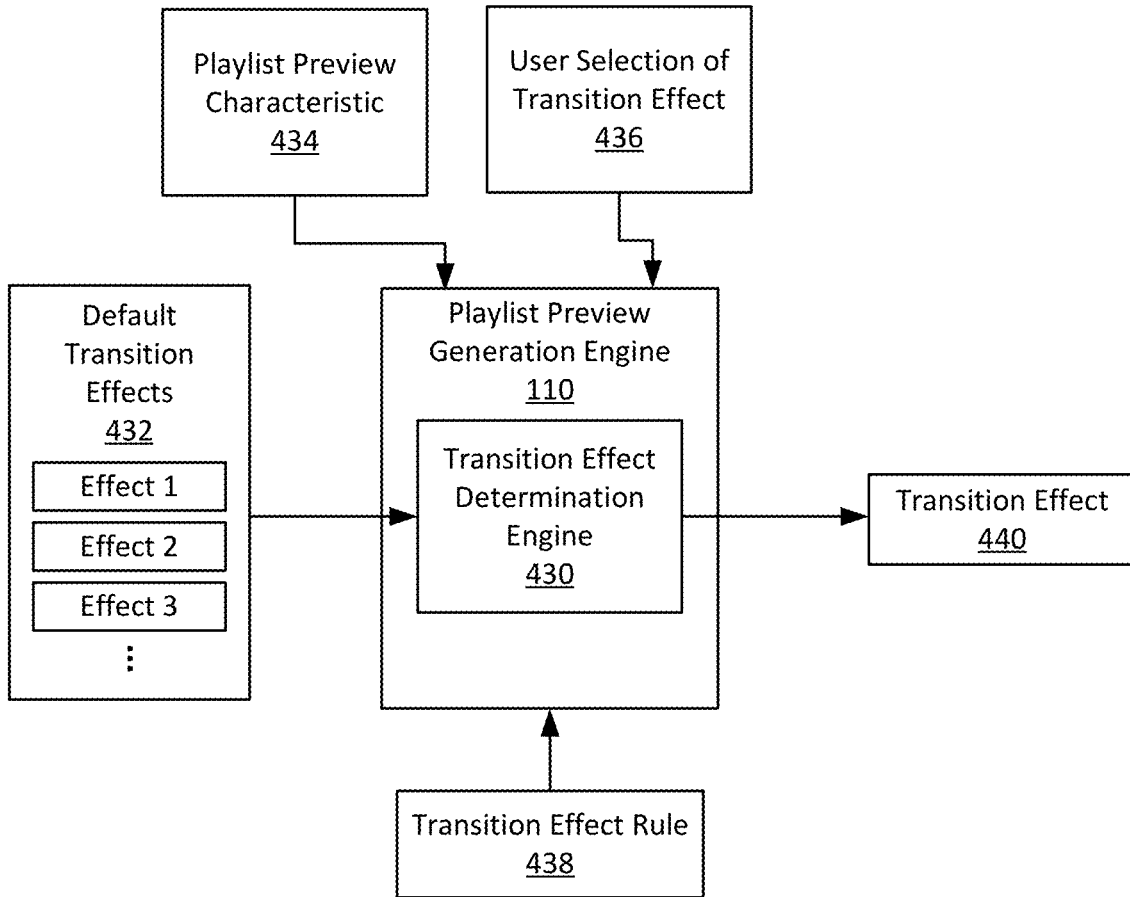 Playlist Preview
Characteristic
434
User Selection of
Transition Effect
436
Default
Transition
Effects
432
Effect 1
Effect 2
Effect 3
...
Playlist Preview
Generation Engine
110
Transition Effect
Determination
Engine
430
Transition Effect
440
Transition Effect Rule
438